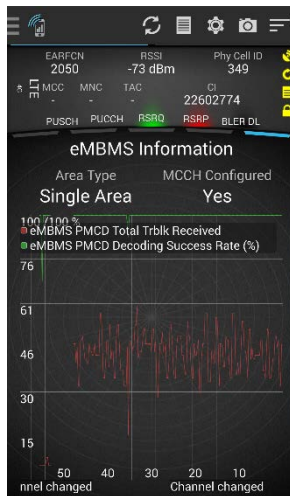 EARFCN RSSI Phy Cell ID
2050 -73 dBm 349
LTE MCC MNC TAC CI
- - - 22602774
PUSCH PUCCH RSRQ RSRP BLER DL
eMBMS Information
Area Type MCCH Configured
Single Area Yes
100 /100 %
eMBMS PMCD Total Trblk Received
eMBMS PMCD Decoding Success Rate (%)
76
61
46
30
15
50 40 30 20 10
nnel changed Channel changed